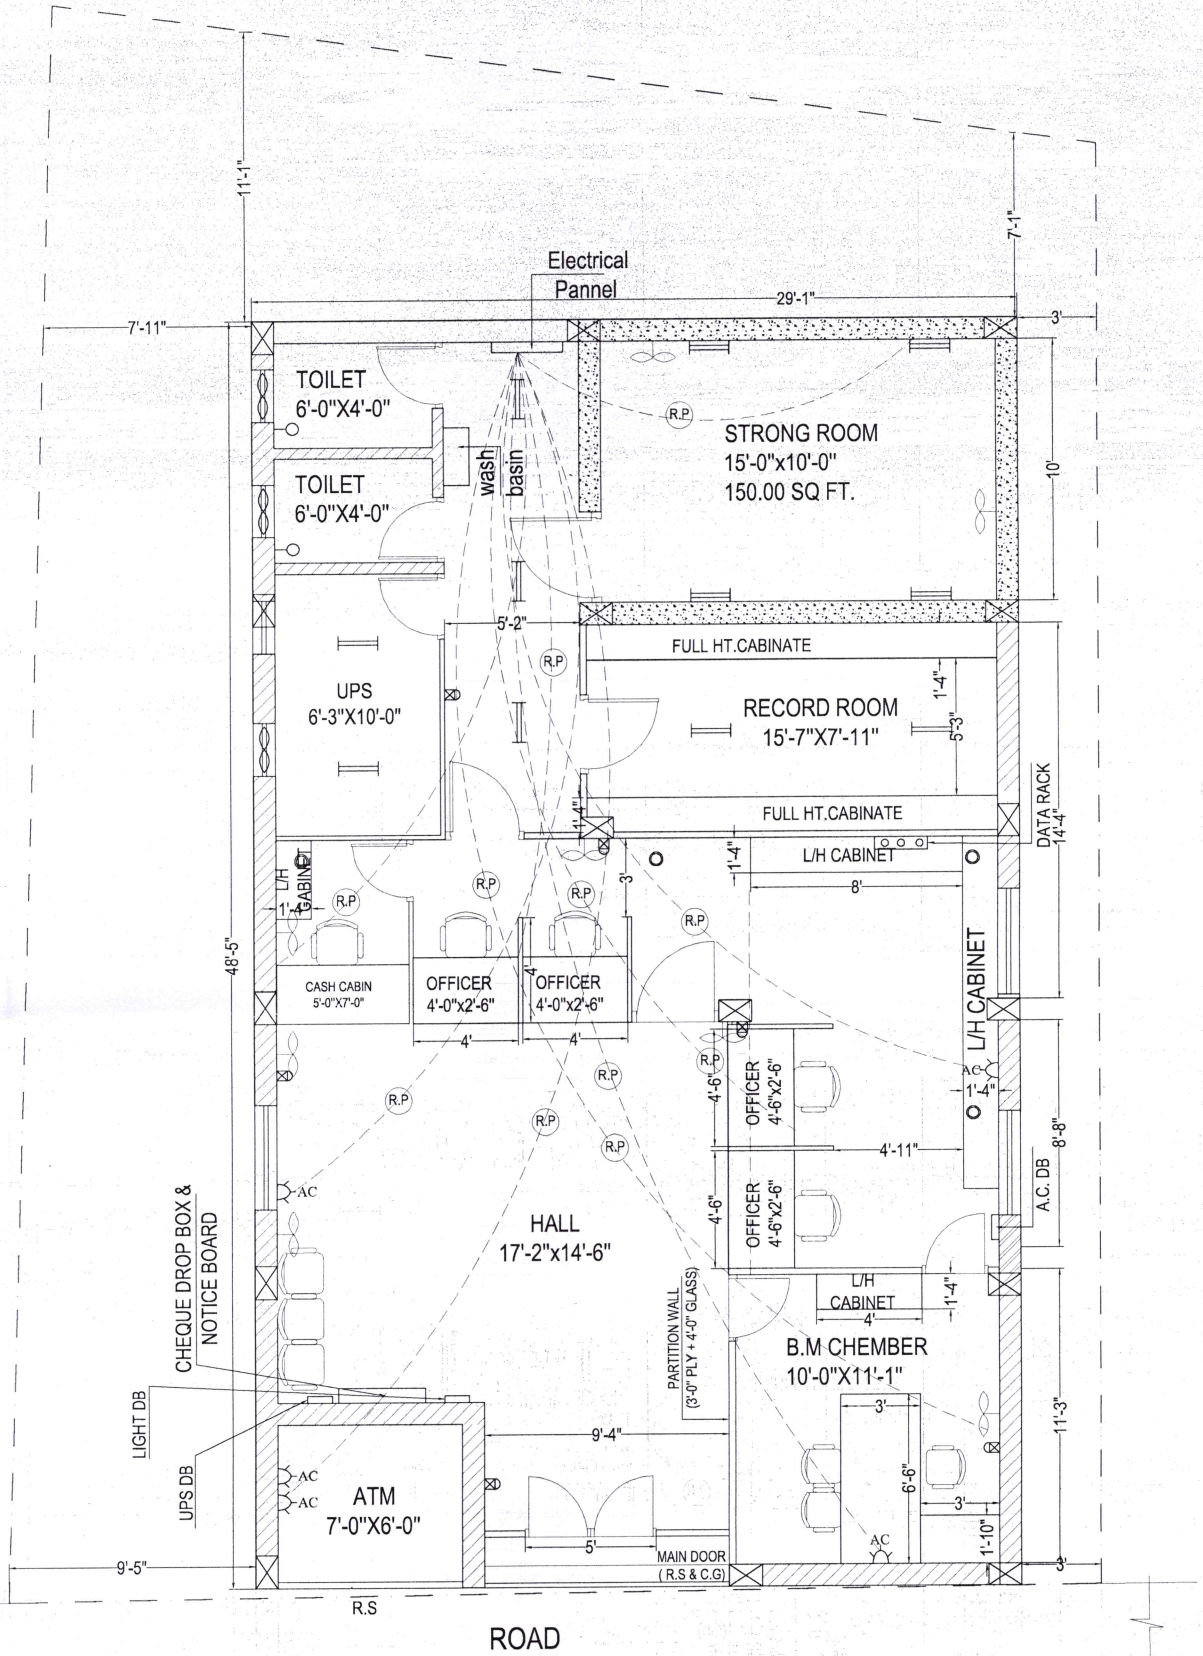 11'-1"
7'-1"
Electrical
Pannel
29'-1"
7'-11"
3'
TOILET
6'-0"X4'-0"
R.P
STRONG ROOM
15'-0"x10'-0"
150.00 SQ FT.
10'
wash
basin
TOILET
6'-0"X4'-0"
5'-2"
FULL HT.CABINATE
R.P
1'-4"
UPS
6'-3"X10'-0"
RECORD ROOM
15'-7"X7'-11"
5'-3"
FULL HT.CABINATE
1'-4"
DATA RACK
14'-4"
L/H
CABINET
1'-4"
R.P
R.P
R.P
3'
1'-4"
L/H CABINET
8'
R.P
48'-5"
CASH CABIN
5'-0"X7'-0"
OFFICER
4'-0"x2'-6"
4'
OFFICER
4'-0"x2'-6"
L/H CABINET
4'
4'
R.P
R.P
R.P
R.P
R.P
4'-6"
OFFICER
4'-6"x2'-6"
AC
1'-4"
8'-8"
4'-11"
4'-6"
OFFICER
4'-6"x2'-6"
A.C. DB
AC
HALL
17'-2"x14'-6"
CHEQUE DROP BOX &
NOTICE BOARD
PARTITION WALL
(3'-0" PLY + 4'-0" GLASS)
L/H
CABINET
1'-4"
4'
B.M CHEMBER
10'-0"X11'-1"
3'
11'-3"
LIGHT DB
UPS DB
9'-4"
AC
AC
ATM
7'-0"X6'-0"
6'-6"
3'
1'-10"
AC
5'
MAIN DOOR
( R.S & C.G)
9'-5"
3'
R.S
ROAD